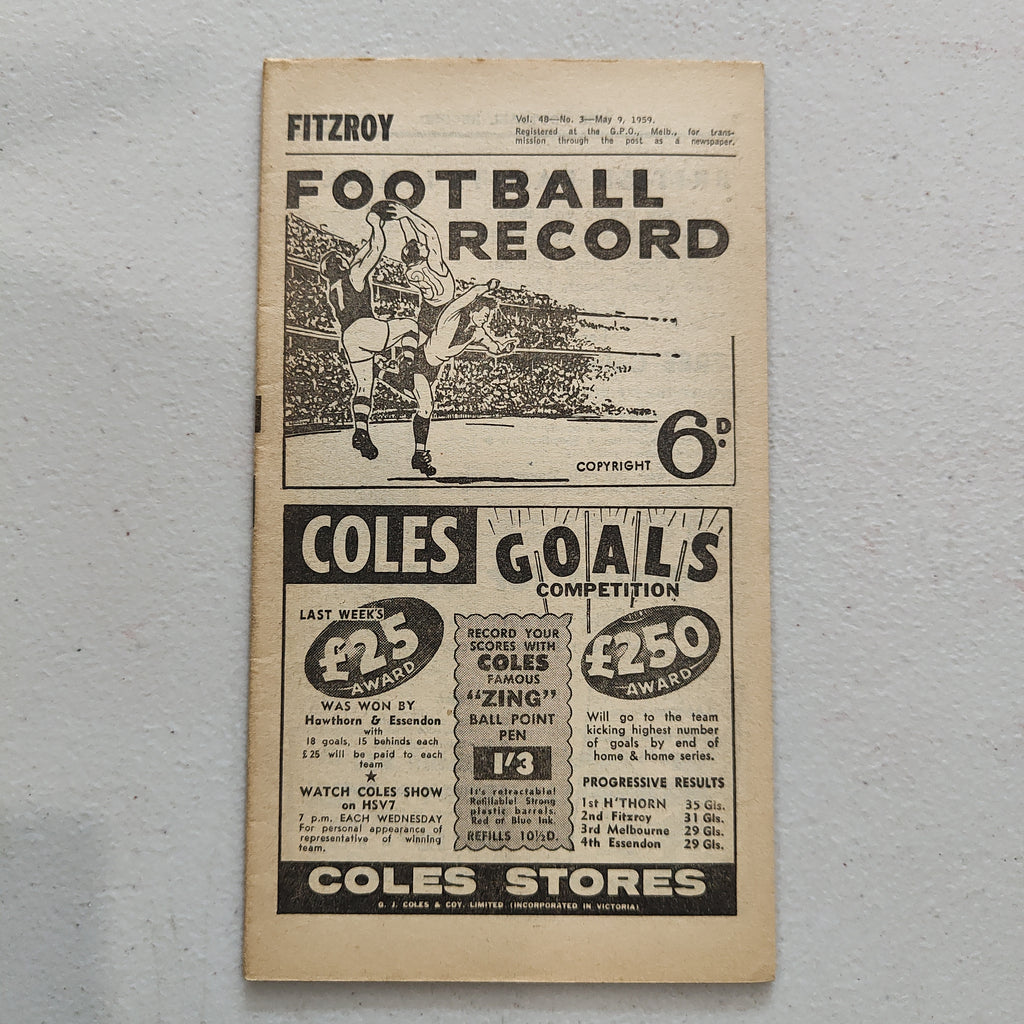 FITZROY
Vol. 48—No. 3—May 9, 1959.
Registered at the G.P.O., Melb., for trans-
mission through the post as a newspaper.
FOOTBALL
RECORD
7
COPYRIGHT 6D.
COLES
GOALS
COMPETITION
LAST WEEK'S
£25
AWARD
WAS WON BY
Hawthorn & Essendon
with
18 goals, 15 behinds each
£25 will be paid to each
team
★
WATCH COLES SHOW
on HSV7
7 p.m. EACH WEDNESDAY
For personal appearance of
representative of winning
team.
RECORD YOUR
SCORES WITH
COLES
FAMOUS
"ZING"
BALL POINT
PEN
1'/3
It's retractable!
Refillable! Strong
plastic barrels.
Red or Blue Ink.
REFILLS 10½D.
£250
AWARD
Will go to the team
kicking highest number
of goals by end of
home & home series.
PROGRESSIVE RESULTS
1st H'THORN 35 Gls.
2nd Fitzroy 31 Gls.
3rd Melbourne 29 Gls.
4th Essendon 29 Gls.
COLES STORES
G. J. COLES & COY. LIMITED (INCORPORATED IN VICTORIA)